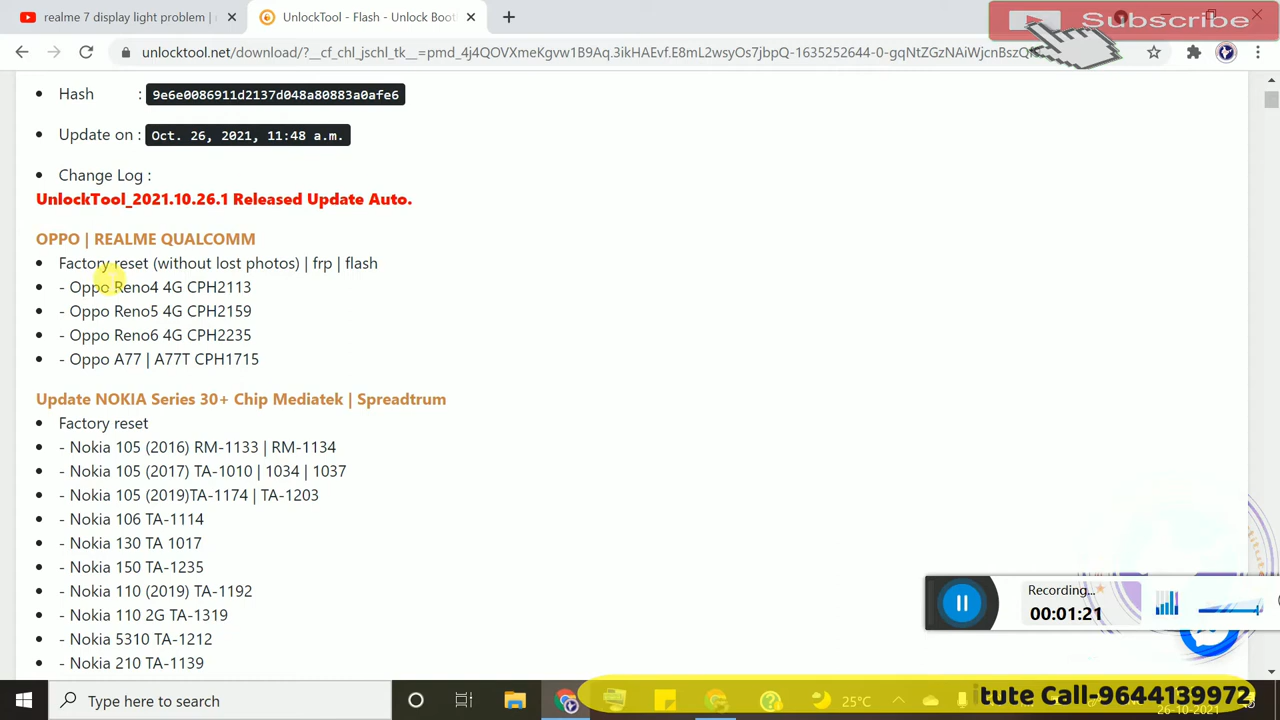 realme 7 display light problem | r
UnlockTool - Flash - Unlock Boot
Subscribe
unlocktool.net/download/?__cf_chl_jschl_tk__=pmd_4j4QOVXmeKgvw1B9Aq.3ikHAEvf.E8mL2wsyOs7jbpQ-1635252644-0-gqNtZGzNAiWjcnBszQ
Hash : 9e6e0086911d2137d048a80883a0afe6
Update on : Oct. 26, 2021, 11:48 a.m.
Change Log :
UnlockTool_2021.10.26.1 Released Update Auto.
OPPO | REALME QUALCOMM
Factory reset (without lost photos) | frp | flash
- Oppo Reno4 4G CPH2113
- Oppo Reno5 4G CPH2159
- Oppo Reno6 4G CPH2235
- Oppo A77 | A77T CPH1715
Update NOKIA Series 30+ Chip Mediatek | Spreadtrum
Factory reset
- Nokia 105 (2016) RM-1133 | RM-1134
- Nokia 105 (2017) TA-1010 | 1034 | 1037
- Nokia 105 (2019)TA-1174 | TA-1203
- Nokia 106 TA-1114
- Nokia 130 TA 1017
- Nokia 150 TA-1235
- Nokia 110 (2019) TA-1192
- Nokia 110 2G TA-1319
- Nokia 5310 TA-1212
- Nokia 210 TA-1139
Recording...
00:01:21
Type here to search
25°C
itute Call-9644139972
26-10-2021